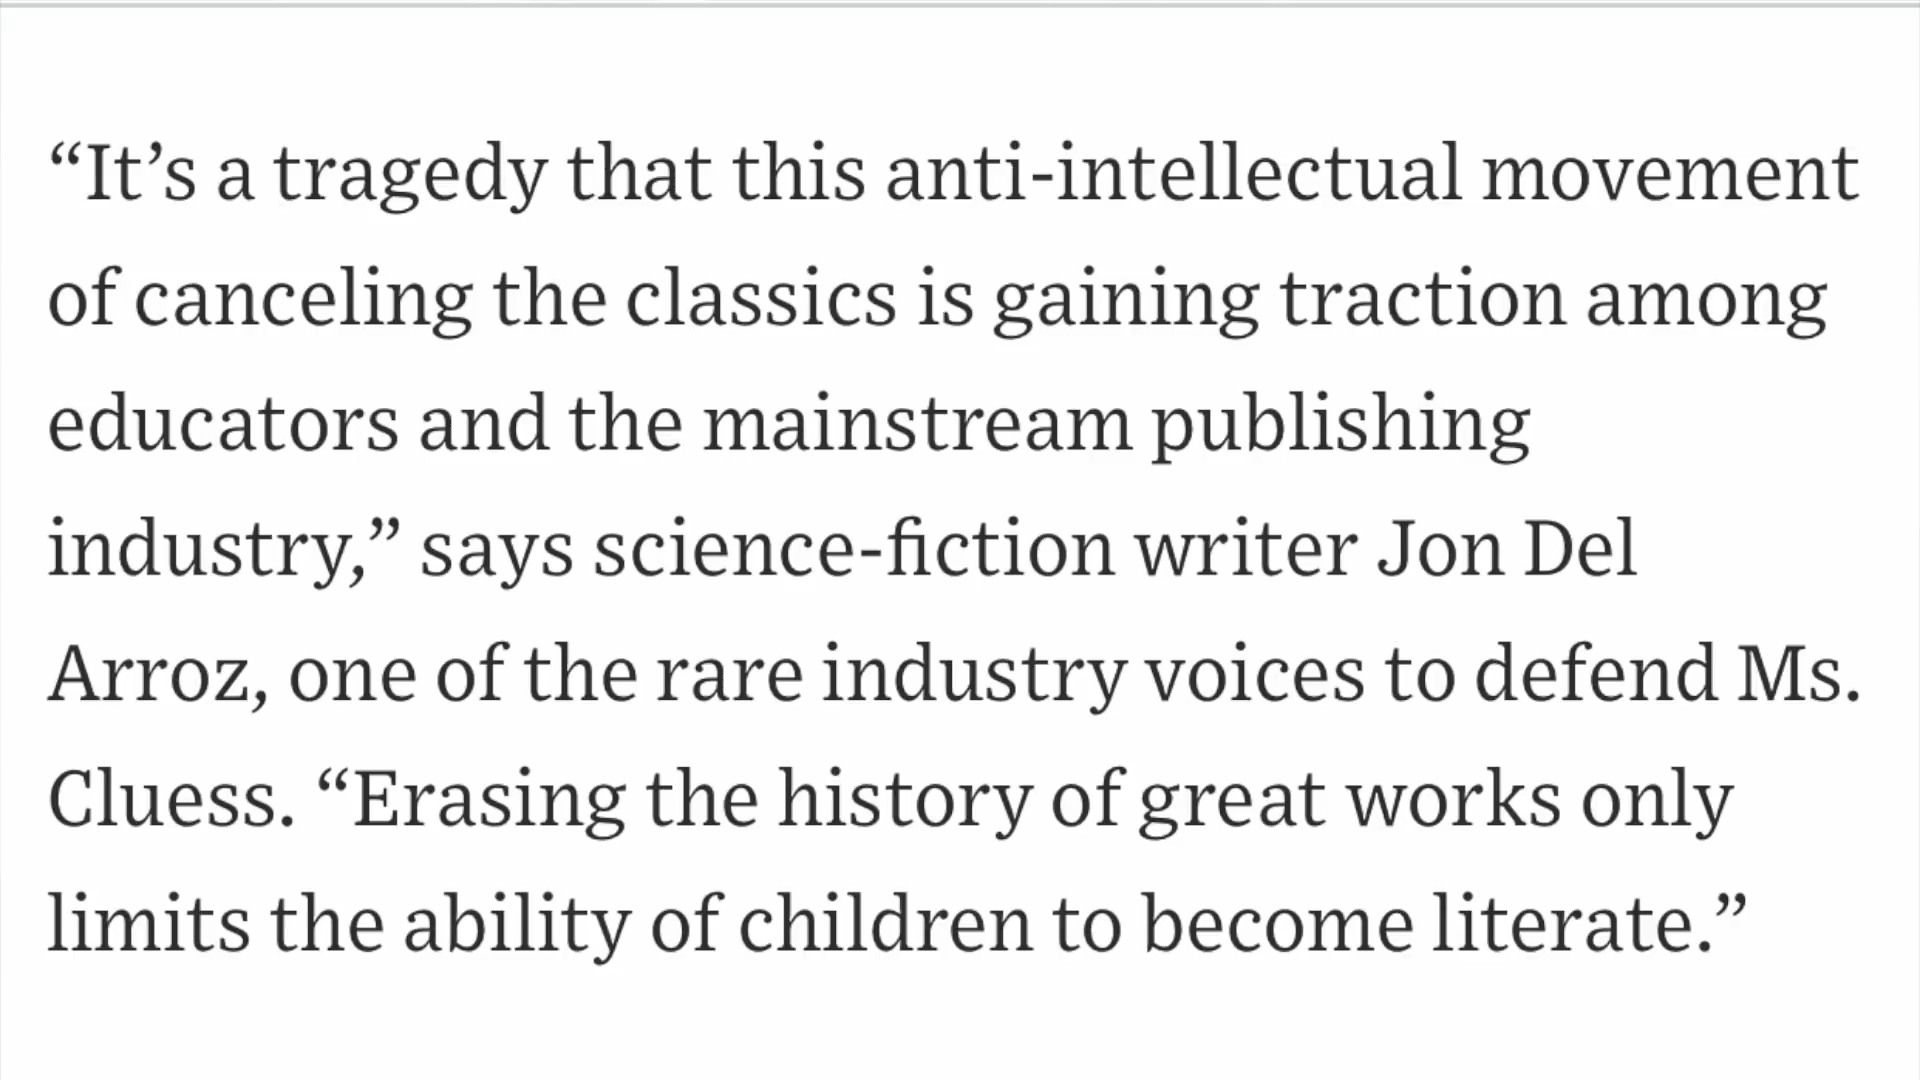 “It’s a tragedy that this anti-intellectual movement
of canceling the classics is gaining traction among
educators and the mainstream publishing
industry,” says science-fiction writer Jon Del
Arroz, one of the rare industry voices to defend Ms.
Cluess. “Erasing the history of great works only
limits the ability of children to become literate.”